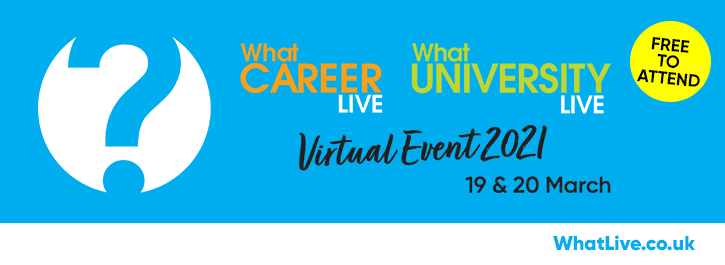 What
CAREER
LIVE
What
UNIVERSITY
LIVE
FREE
TO
ATTEND
Virtual Event 2021
19 & 20 March
WhatLive.co.uk